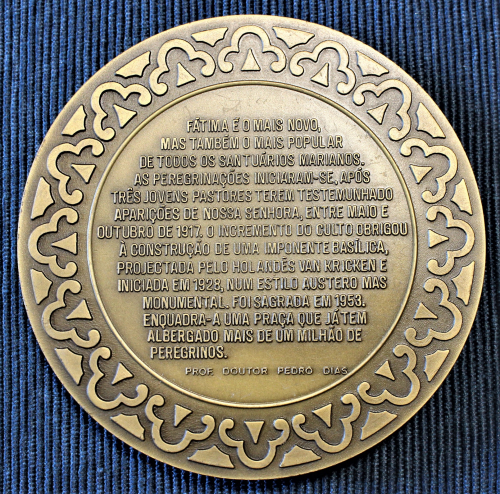 FÁTIMA É O MAIS NOVO,
MAS TAMBÉM O MAIS POPULAR
DE TODOS OS SANTUÁRIOS MARIANOS.
AS PEREGRINAÇÕES INICIARAM-SE, APÓS
TRÊS JOVENS PASTORES TEREM TESTEMUNHADO
APARIÇÕES DE NOSSA SENHORA, ENTRE MAIO E
OUTUBRO DE 1917. O INCREMENTO DO CULTO OBRIGOU
À CONSTRUÇÃO DE UMA IMPONENTE BASÍLICA,
PROJECTADA PELO HOLANDÊS VAN KRICKEN E
INICIADA EM 1928, NUM ESTILO AUSTERO MAS
MONUMENTAL. FOI SAGRADA EM 1953.
ENQUADRA-A UMA PRAÇA QUE JÁ TEM
ALBERGADO MAIS DE UM MILHÃO DE
PEREGRINOS.
PROF. DOUTOR PEDRO DIAS